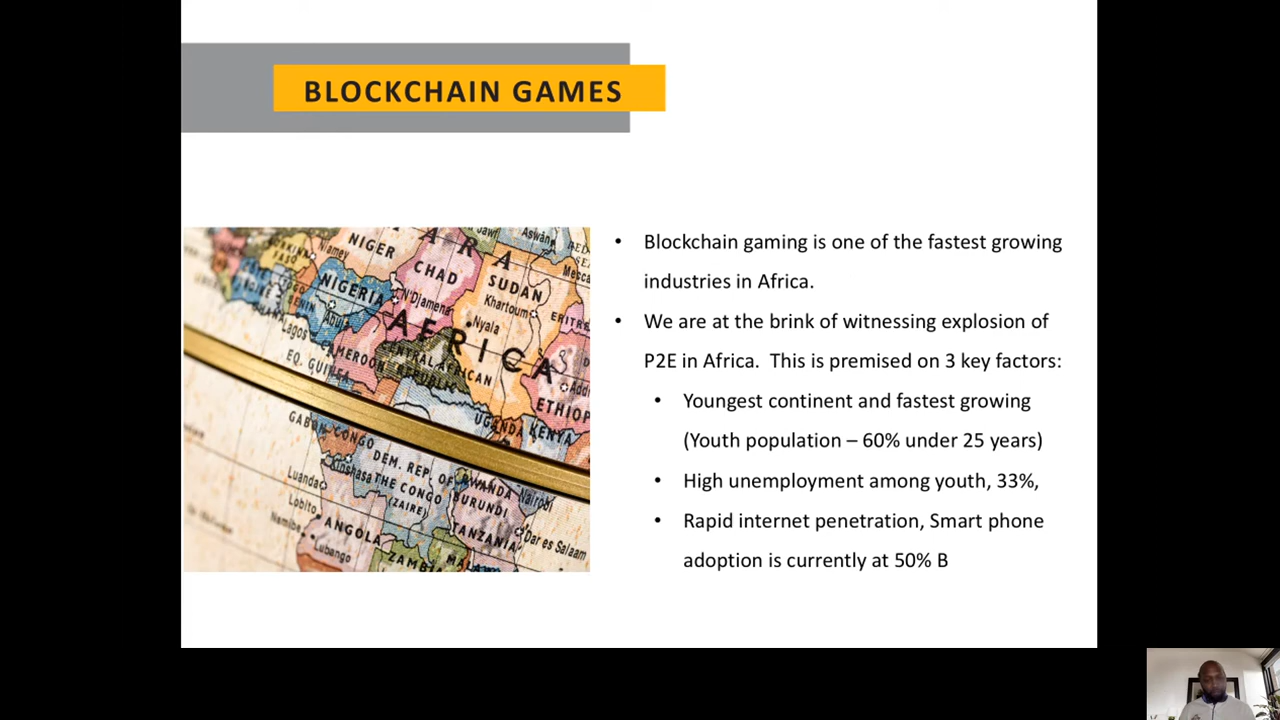 BLOCKCHAIN GAMES
• Blockchain gaming is one of the fastest growing
industries in Africa.
• We are at the brink of witnessing explosion of
P2E in Africa. This is premised on 3 key factors:
• Youngest continent and fastest growing
(Youth population – 60% under 25 years)
• High unemployment among youth, 33%,
• Rapid internet penetration, Smart phone
adoption is currently at 50% B
NIGER
Niamey
CHAD
SUDAN
Aswân
NIGERIA
N'Djamena
Khartoum
Nyala
AFRICA
Lagos
CAMEROON
CENTRAL AFRICAN
REPUBLIC
EQ. GUINEA
ETHIOP
UGANDA
KENYA
GABON
CONGO
DEM. REP. OF
THE CONGO
(ZAIRE)
Kinshasa
RWANDA
BURUNDI
Nairobi
Luanda
Lobito
Namibe
ANGOLA
Lubango
TANZANIA
Dar es Salaam
ZAMBI